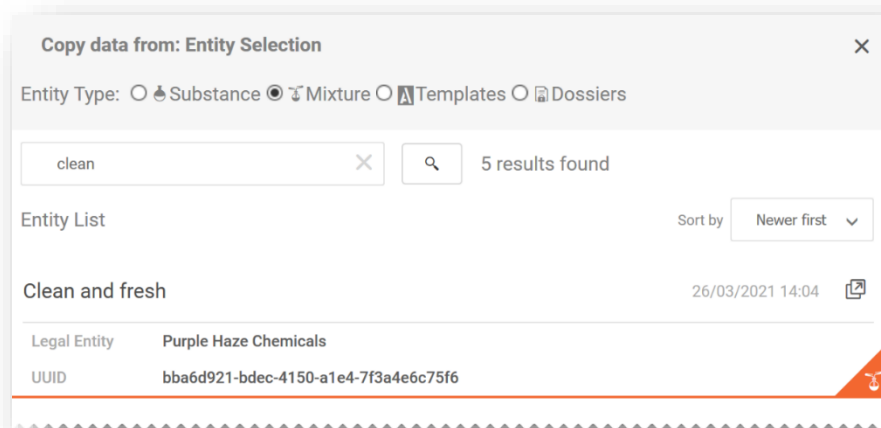 Copy data from: Entity Selection
Entity Type: Substance Mixture Templates Dossiers
clean 5 results found
Entity List Sort by Newer first
Clean and fresh 26/03/2021 14:04
Legal Entity Purple Haze Chemicals
UUID bba6d921-bdec-4150-a1e4-7f3a4e6c75f6